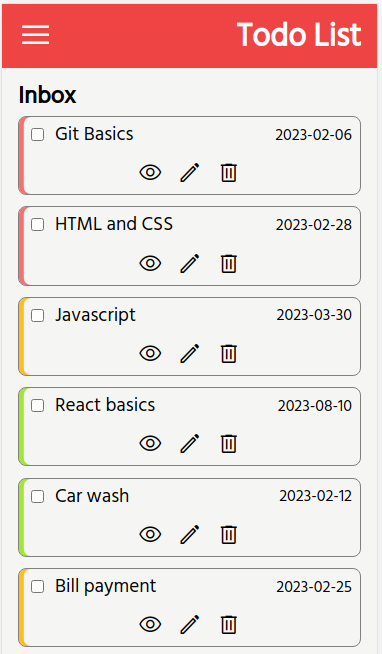 Todo List
Inbox
Git Basics 2023-02-06
HTML and CSS 2023-02-28
Javascript 2023-03-30
React basics 2023-08-10
Car wash 2023-02-12
Bill payment 2023-02-25